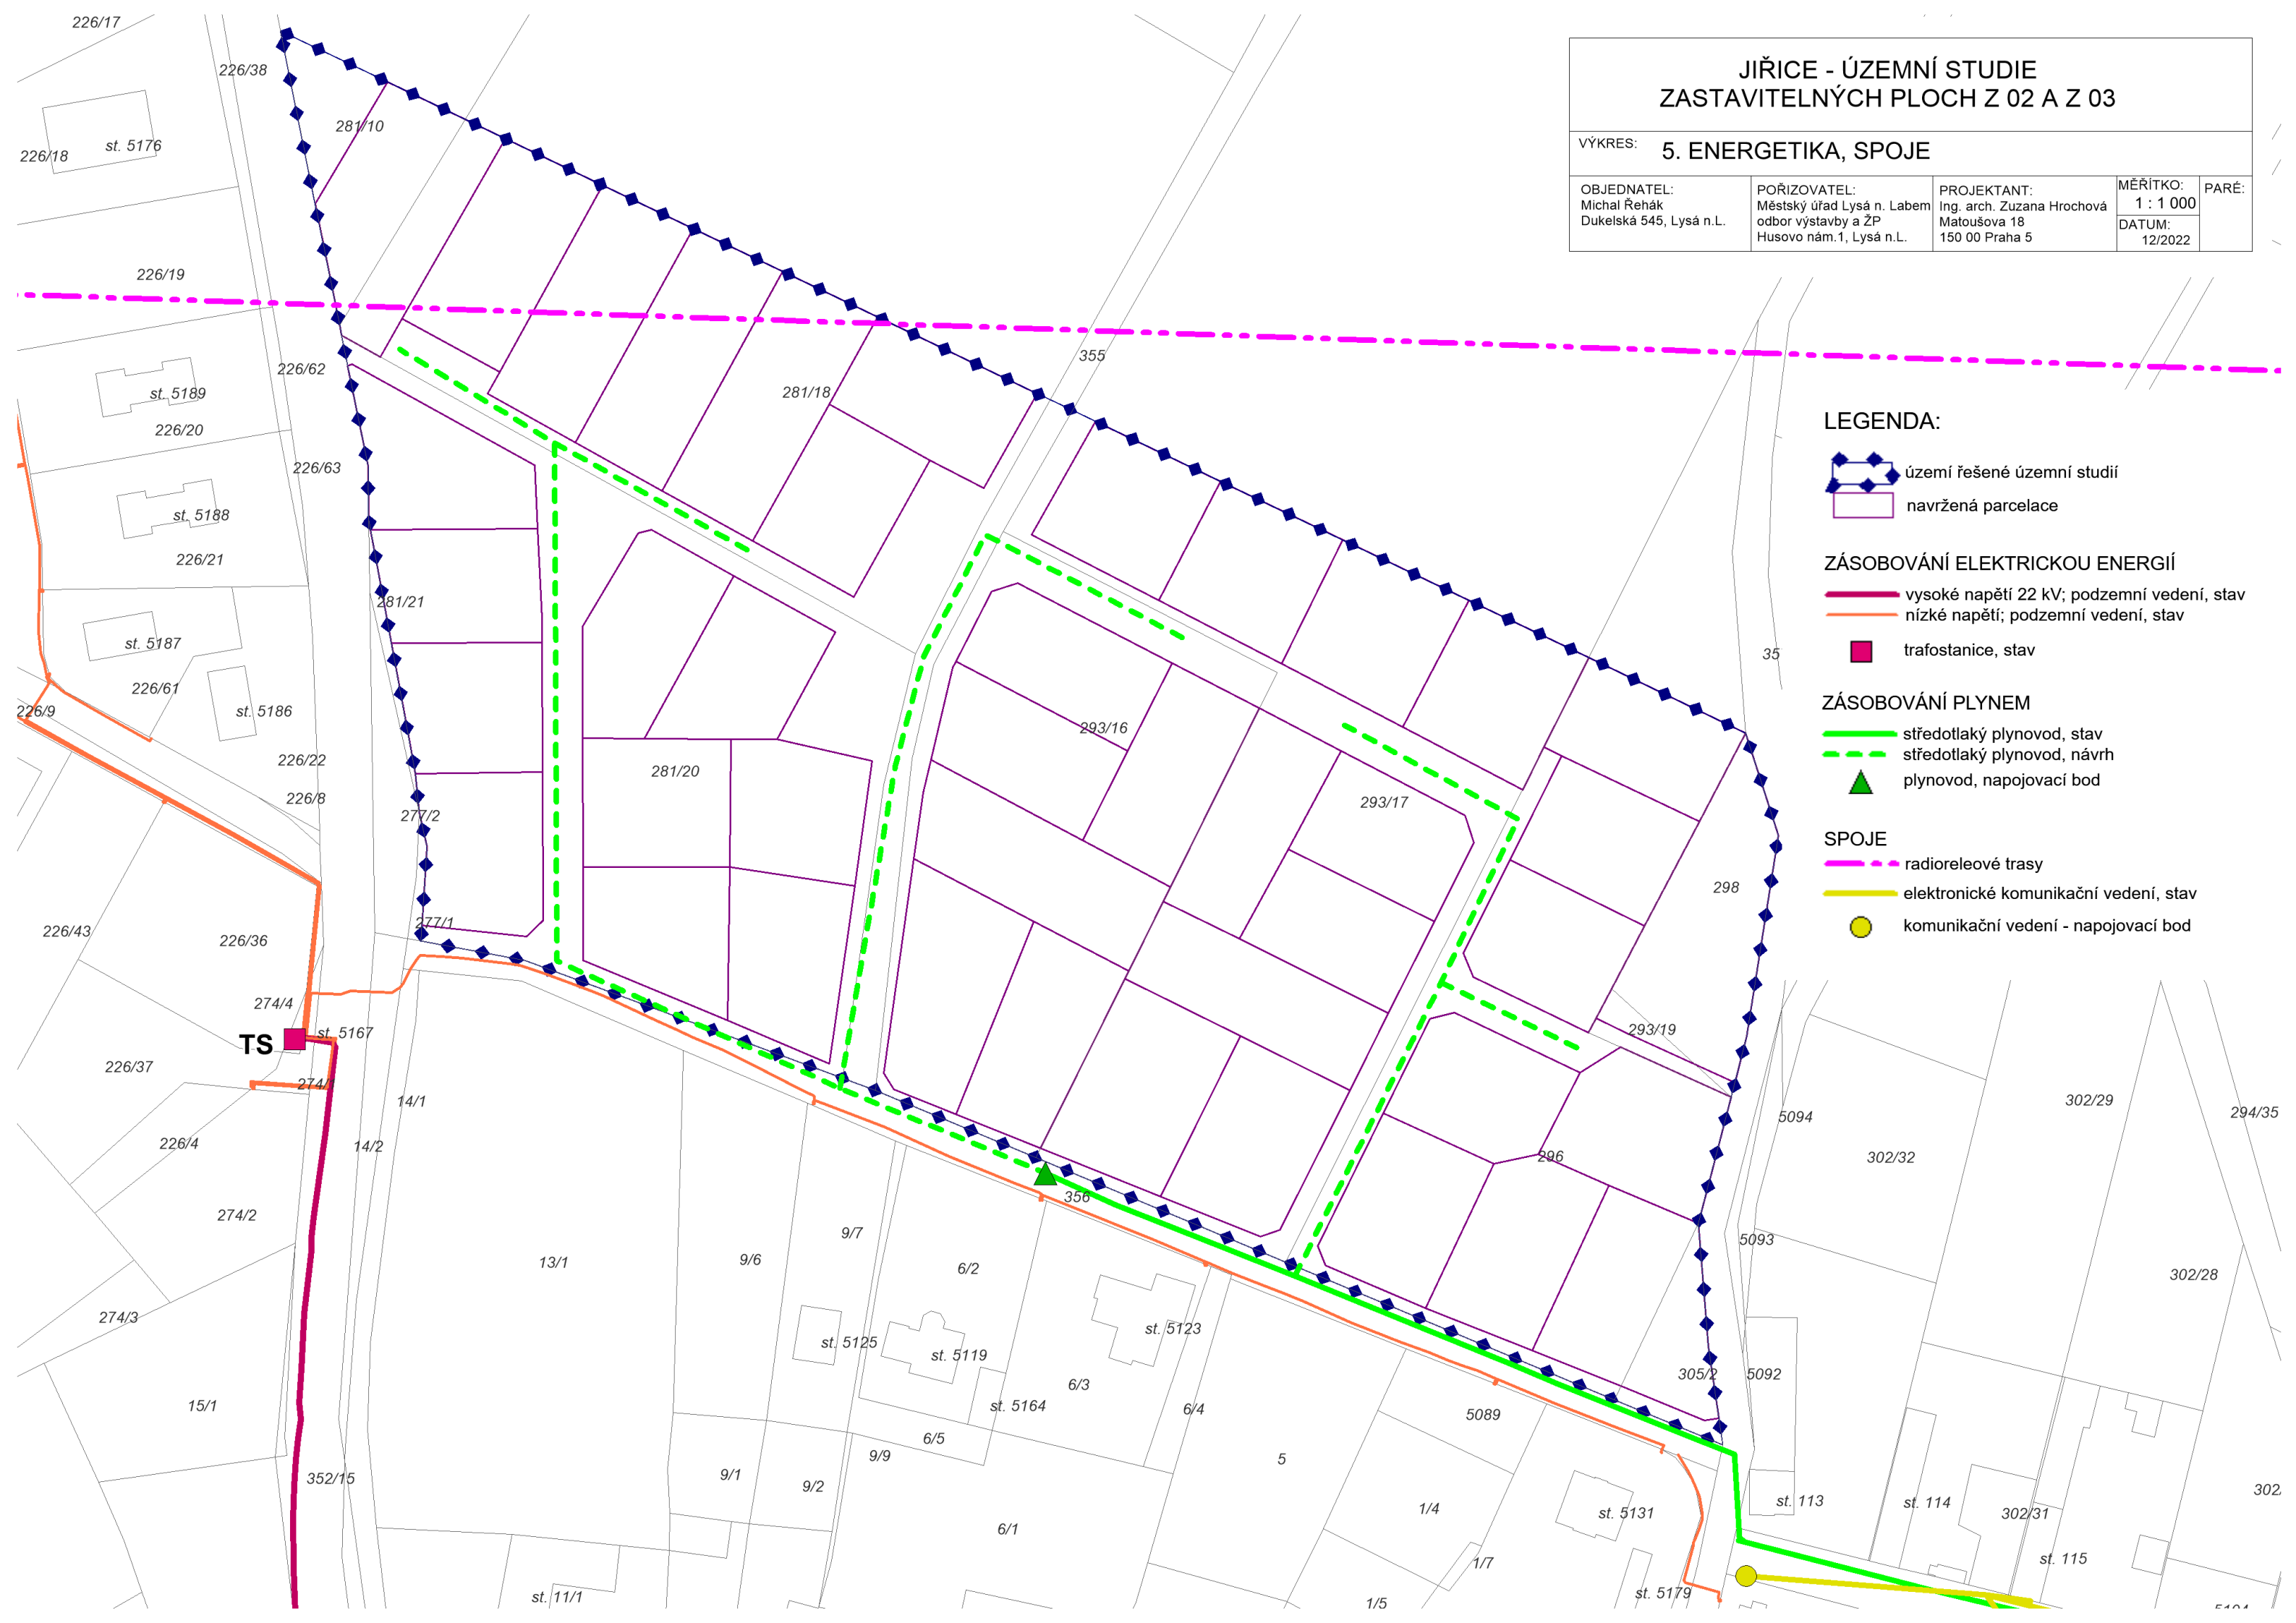 JIŘICE - ÚZEMNÍ STUDIE
ZASTAVITELNÝCH PLOCH Z 02 A Z 03
VÝKRES: 5. ENERGETIKA, SPOJE
OBJEDNATEL:
Michal Řehák
Dukelská 545, Lysá n.L.
POŘIZOVATEL:
Městský úřad Lysá n. Labem
odbor výstavby a ŽP
Husovo nám.1, Lysá n.L.
PROJEKTANT:
Ing. arch. Zuzana Hrochová
Matoušova 18
150 00 Praha 5
MĚŘÍTKO:
1 : 1 000
DATUM:
12/2022
PARÉ:
LEGENDA:
území řešené územní studií
navržená parcelace
ZÁSOBOVÁNÍ ELEKTRICKOU ENERGIÍ
vysoké napětí 22 kV; podzemní vedení, stav
nízké napětí; podzemní vedení, stav
trafostanice, stav
ZÁSOBOVÁNÍ PLYNEM
středotlaký plynovod, stav
středotlaký plynovod, návrh
plynovod, napojovací bod
SPOJE
radioreleové trasy
elektronické komunikační vedení, stav
komunikační vedení - napojovací bod
226/17
226/38
281/10
st. 5176
226/18
226/19
355
226/62
st. 5189
281/18
226/20
226/63
st. 5188
226/21
281/21
st. 5187
35
226/61
st. 5186
226/9
293/16
226/22
281/20
226/8
293/17
277/2
298
277/1
226/43
226/36
274/4
st. 5167
TS
293/19
226/37
274/
14/1
302/29
294/35
5094
226/4
14/2
296
302/32
356
274/2
9/7
5093
13/1
9/6
6/2
302/28
274/3
st. 5123
st. 5125
st. 5119
305/2
5092
6/3
15/1
st. 5164
6/4
5089
6/5
9/9
5
352/15
9/1
9/2
302
st. 113
st. 114
1/4
st. 5131
302/31
6/1
st. 115
1/7
st. 11/1
st. 5179
1/5